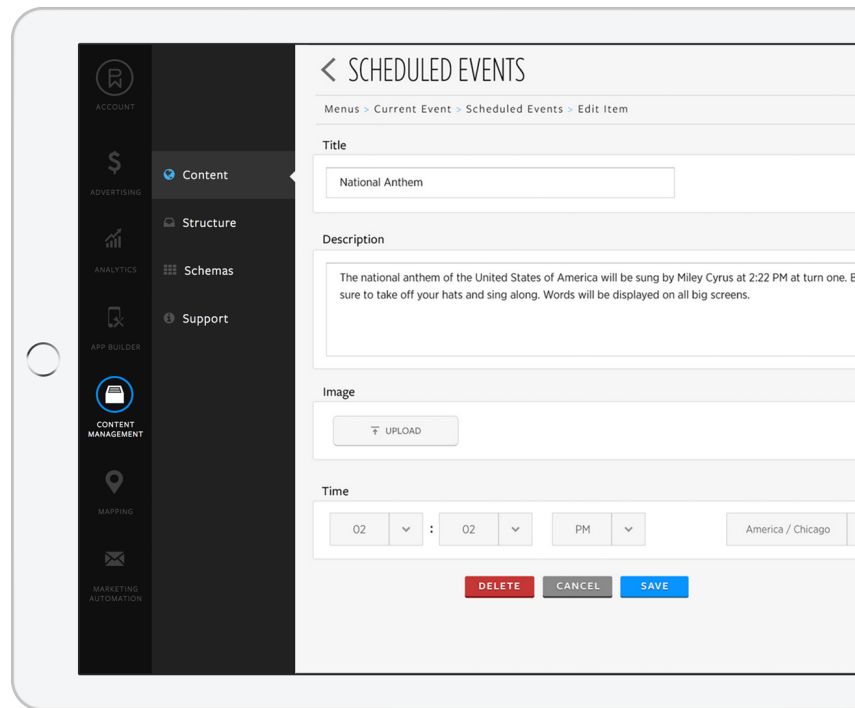 ACCOUNT
ADVERTISING
ANALYTICS
APP BUILDER
CONTENT
MANAGEMENT
MAPPING
MARKETING
AUTOMATION
Content
Structure
Schemas
Support
< SCHEDULED EVENTS
Menus > Current Event > Scheduled Events > Edit Item
Title
National Anthem
Description
The national anthem of the United States of America will be sung by Miley Cyrus at 2:22 PM at turn one. B
sure to take off your hats and sing along. Words will be displayed on all big screens.
Image
UPLOAD
Time
02 : 02 PM America / Chicago
DELETE CANCEL SAVE